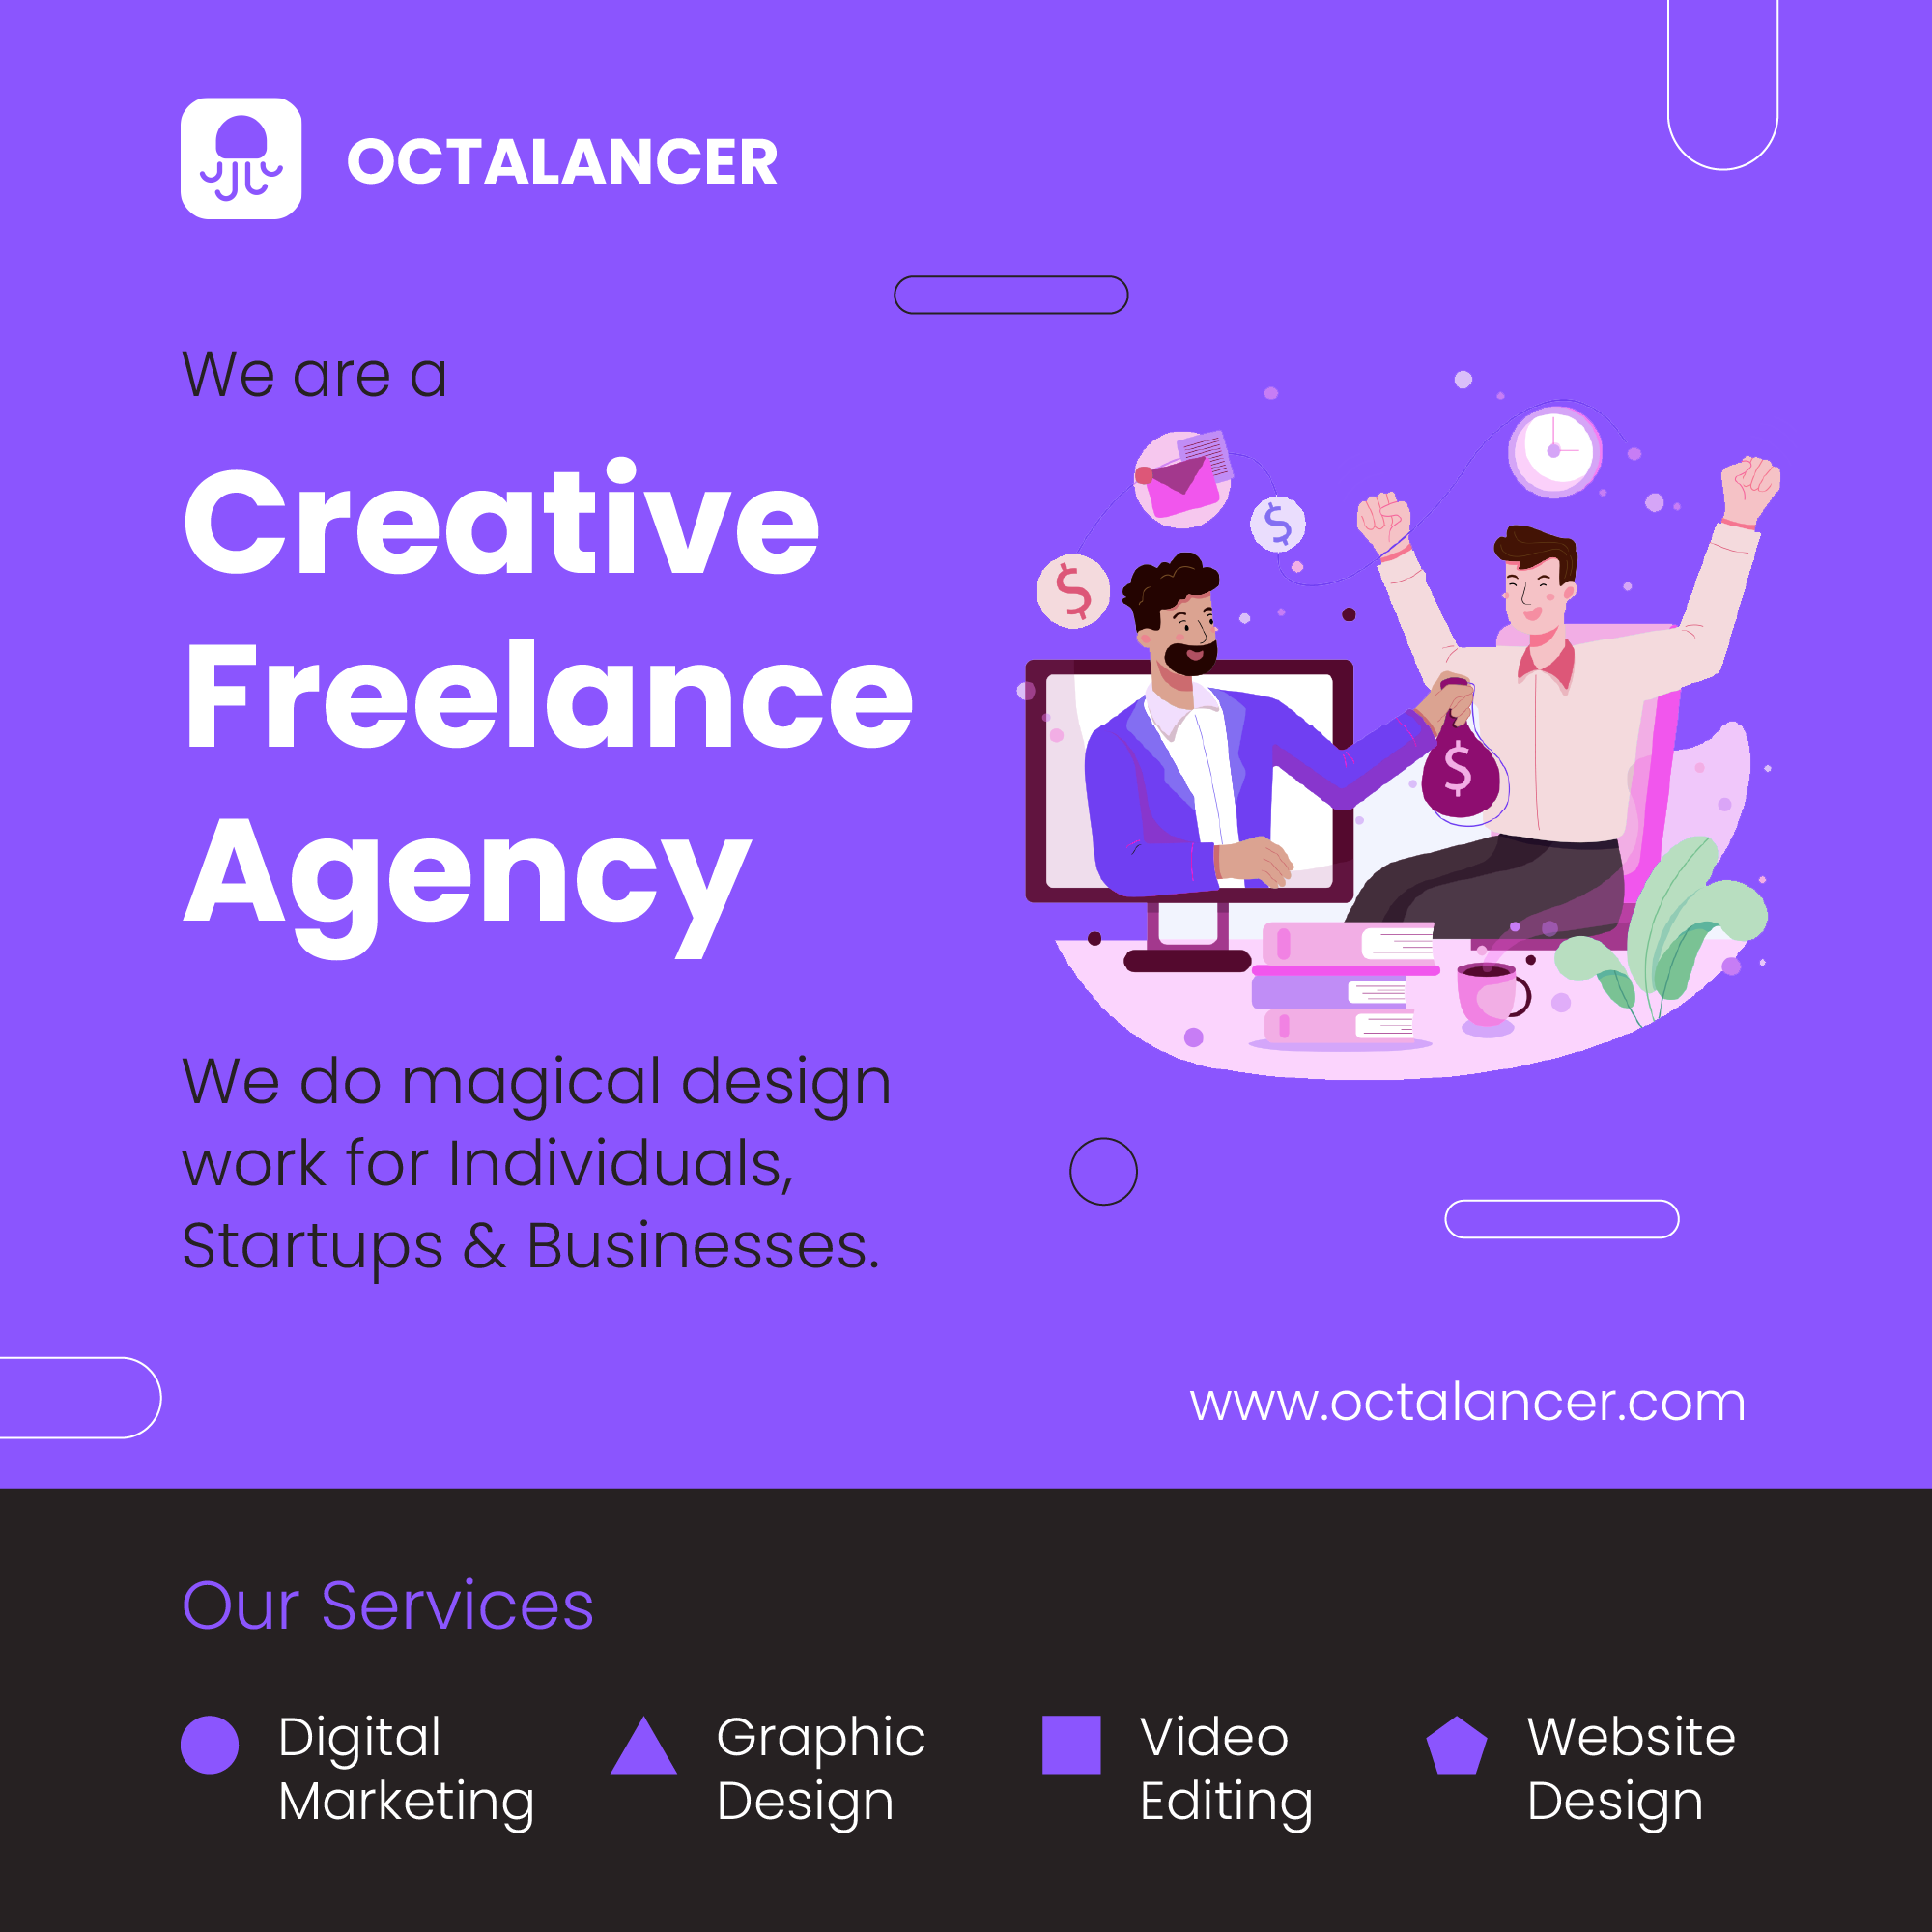 OCTALANCER
We are a
Creative
Freelance
Agency
$
$
$
We do magical design
work for Individuals,
Startups & Businesses.
www.octalancer.com
Our Services
Digital
Marketing
Graphic
Design
Video
Editing
Website
Design